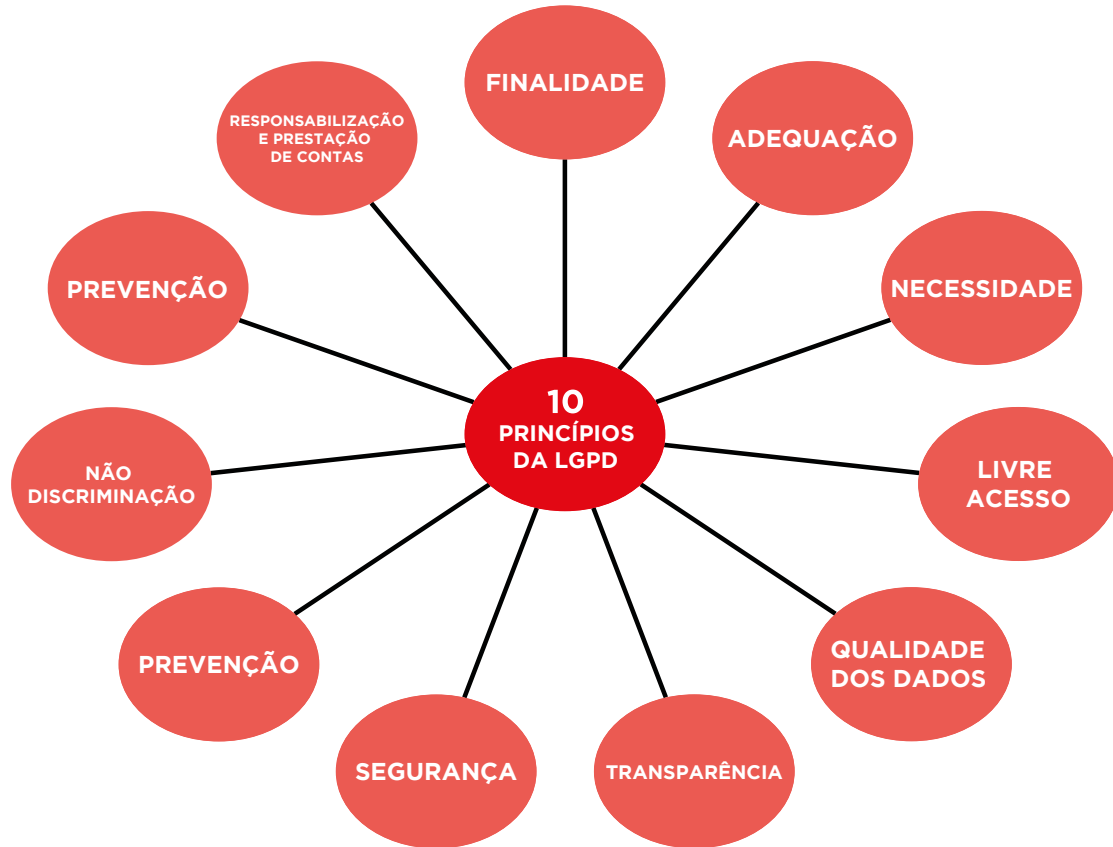 10
PRINCÍPIOS
DA LGPD
FINALIDADE
ADEQUAÇÃO
NECESSIDADE
LIVRE
ACESSO
QUALIDADE
DOS DADOS
TRANSPARÊNCIA
SEGURANÇA
PREVENÇÃO
NÃO
DISCRIMINAÇÃO
PREVENÇÃO
RESPONSABILIZAÇÃO
E PRESTAÇÃO
DE CONTAS